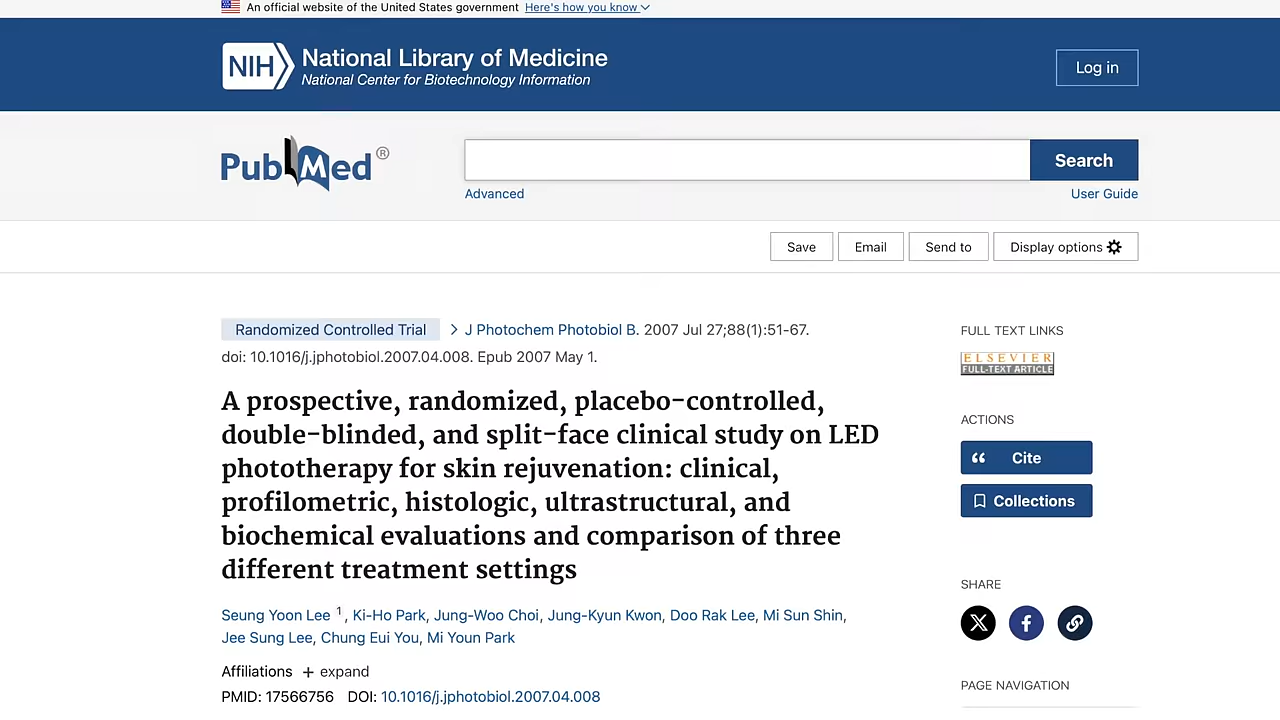 An official website of the United States government Here's how you know
NIH National Library of Medicine
National Center for Biotechnology Information
Log in
PubMed®
Search
Advanced
User Guide
Save
Email
Send to
Display options
Randomized Controlled Trial
J Photochem Photobiol B. 2007 Jul 27;88(1):51-67.
doi: 10.1016/j.jphotobiol.2007.04.008. Epub 2007 May 1.
A prospective, randomized, placebo-controlled,
double-blinded, and split-face clinical study on LED
phototherapy for skin rejuvenation: clinical,
profilometric, histologic, ultrastructural, and
biochemical evaluations and comparison of three
different treatment settings
Seung Yoon Lee 1, Ki-Ho Park, Jung-Woo Choi, Jung-Kyun Kwon, Doo Rak Lee, Mi Sun Shin,
Jee Sung Lee, Chung Eui You, Mi Youn Park
Affiliations + expand
PMID: 17566756 DOI: 10.1016/j.jphotobiol.2007.04.008
FULL TEXT LINKS
ELSEVIER
FULL-TEXT ARTICLE
ACTIONS
Cite
Collections
SHARE
PAGE NAVIGATION